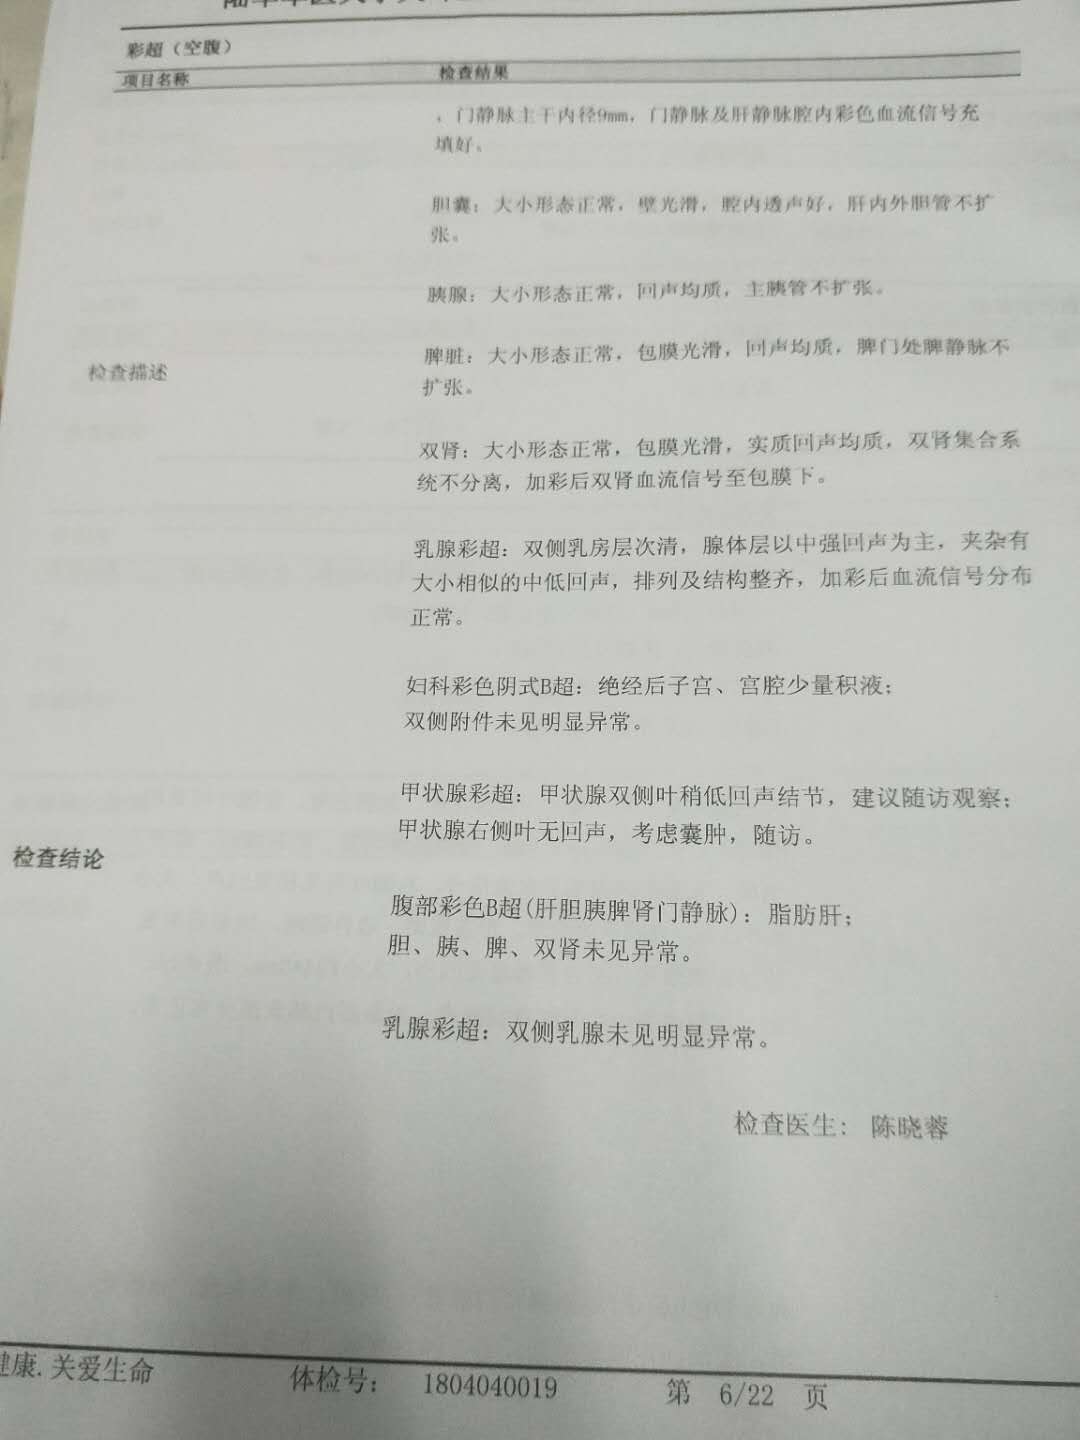 彩超（空腹）
项目名称 检查结果
，门静脉主干内径9mm，门静脉及肝静脉腔内彩色血流信号充
填好。
胆囊：大小形态正常，壁光滑，腔内透声好，肝内外胆管不扩
张。
胰腺：大小形态正常，回声均质，主胰管不扩张。
脾脏：大小形态正常，包膜光滑，回声均质，脾门处脾静脉不
检查描述
扩张。
双肾：大小形态正常，包膜光滑，实质回声均质，双肾集合系
统不分离，加彩后双肾血流信号至包膜下。
乳腺彩超：双侧乳房层次清，腺体层以中强回声为主，夹杂有
大小相似的中低回声，排列及结构整齐，加彩后血流信号分布
正常。
妇科彩色阴式B超：绝经后子宫、宫腔少量积液；
双侧附件未见明显异常。
甲状腺彩超：甲状腺双侧叶稍低回声结节，建议随访观察；
甲状腺右侧叶无回声，考虑囊肿，随访。
检查结论
腹部彩色B超(肝胆胰脾肾门静脉)：脂肪肝；
胆、胰、脾、双肾未见异常。
乳腺彩超：双侧乳腺未见明显异常。
检查医生： 陈晓蓉
健康.关爱生命 体检号： 1804040019 第 6/22 页